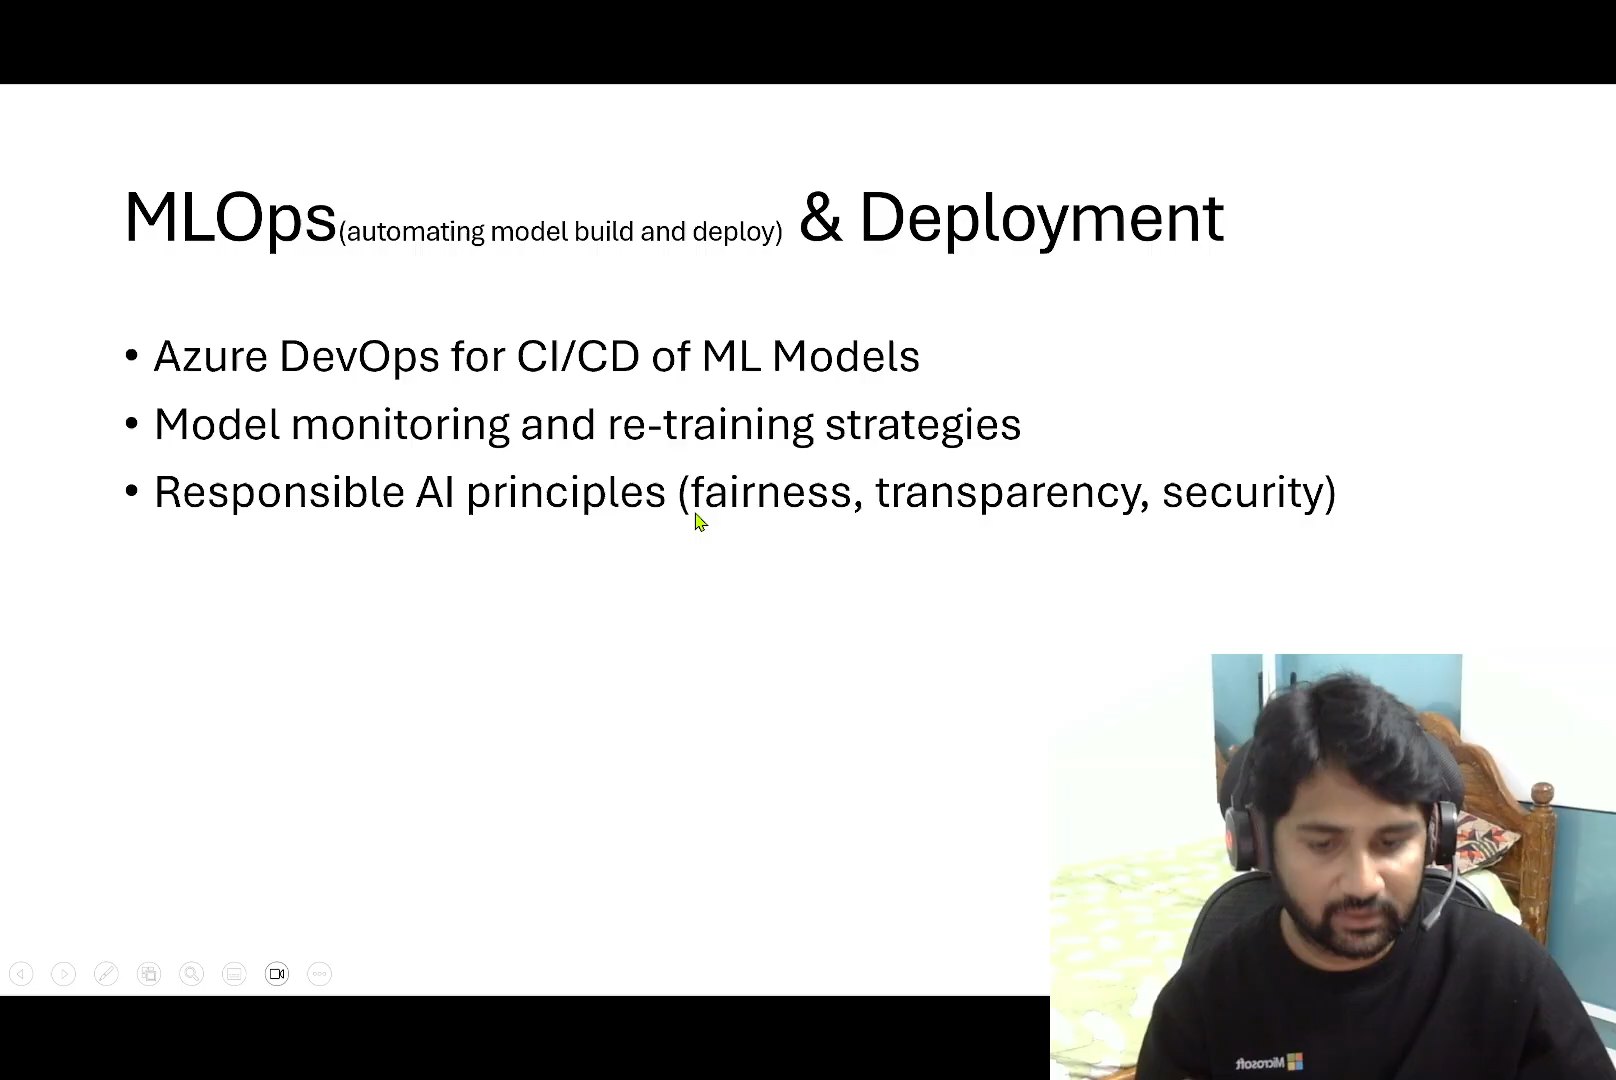 MLOps(automating model build and deploy) & Deployment
• Azure DevOps for CI/CD of ML Models
• Model monitoring and re-training strategies
• Responsible AI principles (fairness, transparency, security)
Microsoft